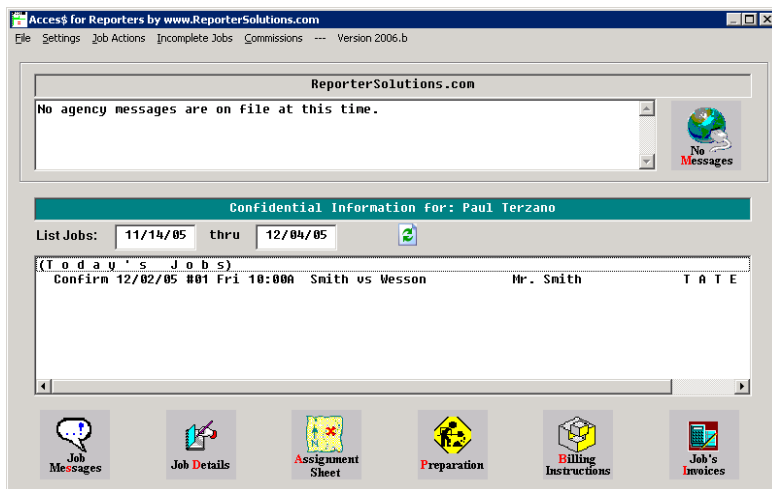 Acces$ for Reporters by www.ReporterSolutions.com
File Settings Job Actions Incomplete Jobs Commissions --- Version 2006.b
ReporterSolutions.com
No agency messages are on file at this time.
No
Messages
Confidential Information for: Paul Terzano
List Jobs: 11/14/05 thru 12/04/05
(T o d a y ' s   J o b s)
Confirm 12/02/05 #01 Fri 10:00A Smith vs Wesson Mr. Smith T A T E
Job
Messages
Job Details
Assignment
Sheet
Preparation
Billing
Instructions
Job's
Invoices